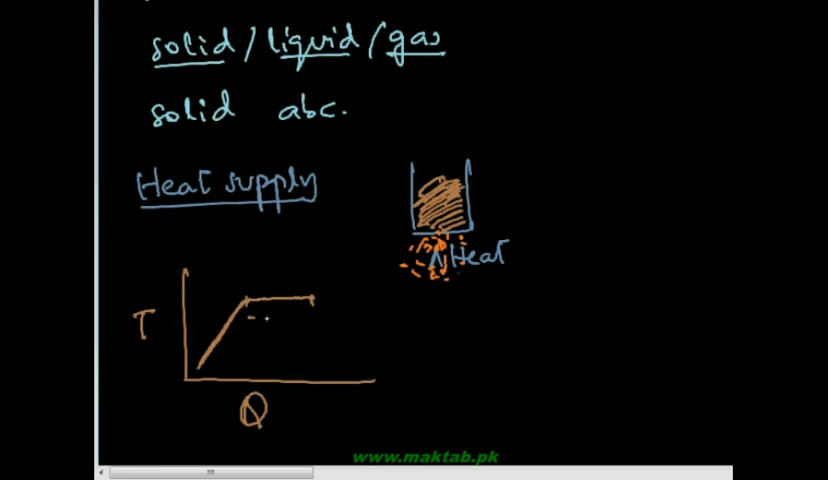 solid / liquid / gas
solid abc.
Heat supply
Heat
T
Q
www.maktab.pk